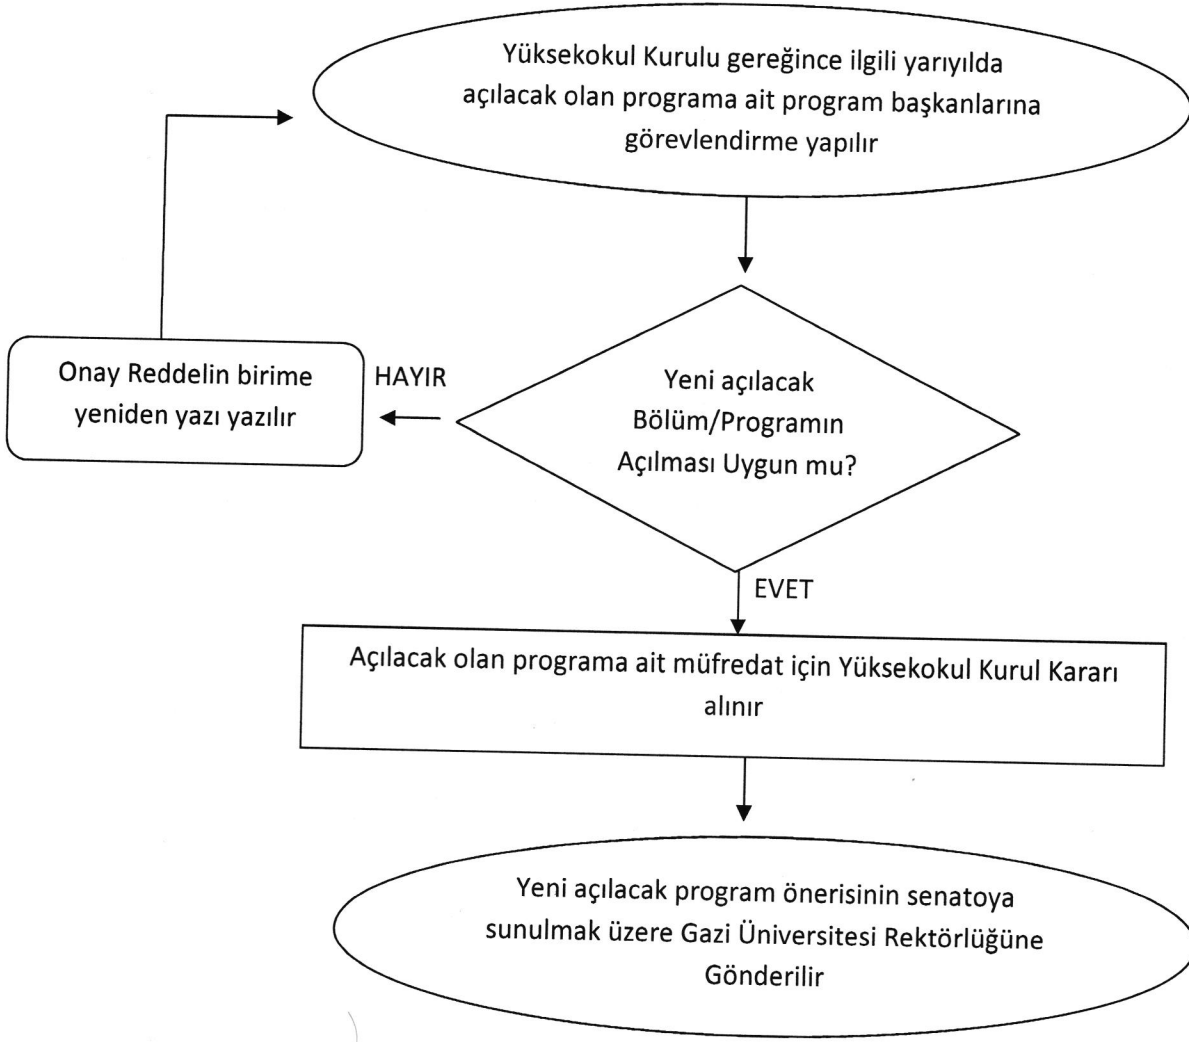 Yüksekokul Kurulu gereğince ilgili yarıyılda
açılacak olan programa ait program başkanlarına
görevlendirme yapılır
Onay Reddelin birime
yeniden yazı yazılır
HAYIR
Yeni açılacak
Bölüm/Programın
Açılması Uygun mu?
EVET
Açılacak olan programa ait müfredat için Yüksekokul Kurul Kararı
alınır
Yeni açılacak program önerisinin senatoya
sunulmak üzere Gazi Üniversitesi Rektörlüğüne
Gönderilir